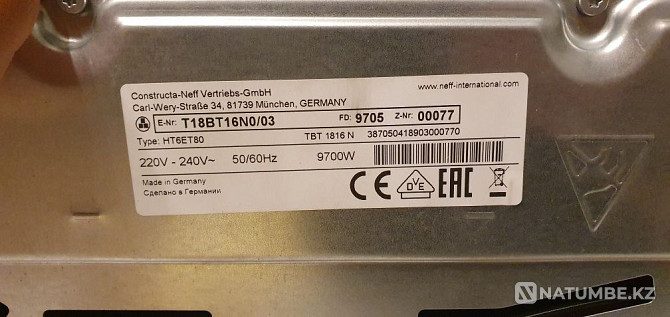 Constructa-Neff Vertriebs-GmbH
Carl-Wery-Straße 34, 81739 München, GERMANY
www.neff-international.com
E-Nr: T18BT16N0/03 FD: 9705 Z-Nr: 00077
Type: HT6ET80 TBT 1816 N 387050418903000770
220V - 240V~ 50/60Hz 9700W
Made in Germany
Сделано в Германии
CE DVE EAC
NATUMBE.KZ